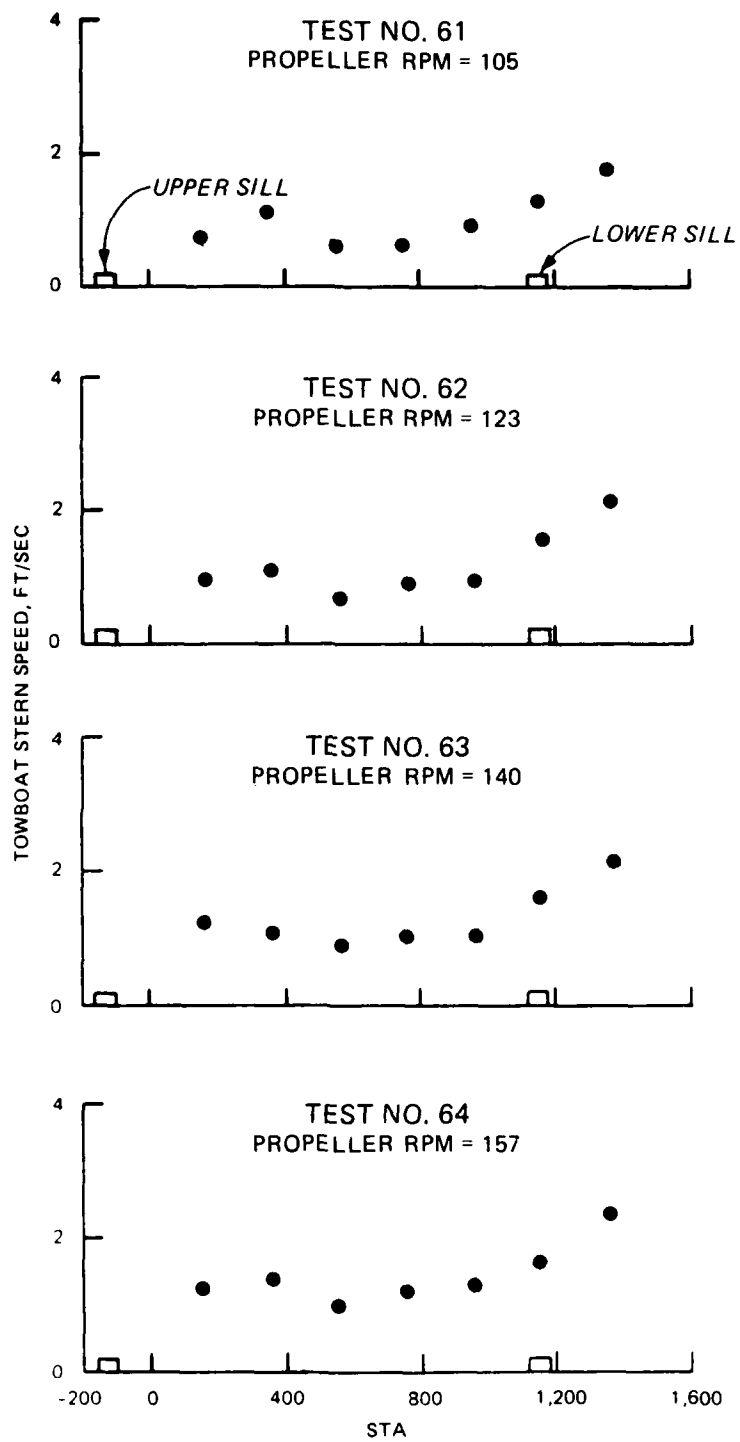 TEST NO. 61
PROPELLER RPM = 105
4
2
0
UPPER SILL
LOWER SILL
TEST NO. 62
PROPELLER RPM = 123
4
2
0
TOWBOAT STERN SPEED, FT/SEC
TEST NO. 63
PROPELLER RPM = 140
4
2
0
TEST NO. 64
PROPELLER RPM = 157
4
2
0
-200 0 400 800 1,200 1,600
STA